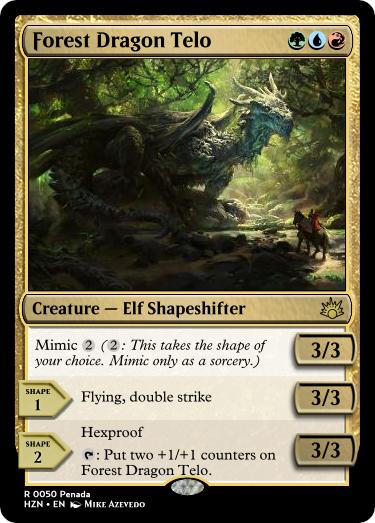 Forest Dragon Telo
Creature — Elf Shapeshifter
Mimic 2 (2: This takes the shape of
your choice. Mimic only as a sorcery.)
3/3
SHAPE
1
Flying, double strike
3/3
SHAPE
2
Hexproof
: Put two +1/+1 counters on
Forest Dragon Telo.
3/3
R 0050 Penada
HZN • EN Mike Azevedo